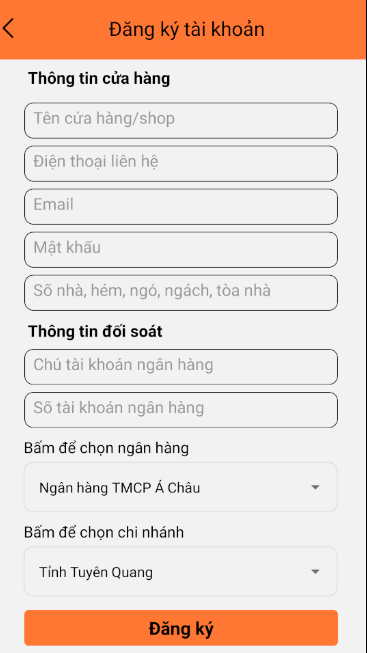 Đăng ký tài khoản
Thông tin cửa hàng
Tên cửa hàng/shop
Điện thoại liên hệ
Email
Mật khẩu
Số nhà, hẻm, ngõ, ngách, tòa nhà
Thông tin đối soát
Chủ tài khoản ngân hàng
Số tài khoản ngân hàng
Bấm để chọn ngân hàng
Ngân hàng TMCP Á Châu
Bấm để chọn chi nhánh
Tỉnh Tuyên Quang
Đăng ký